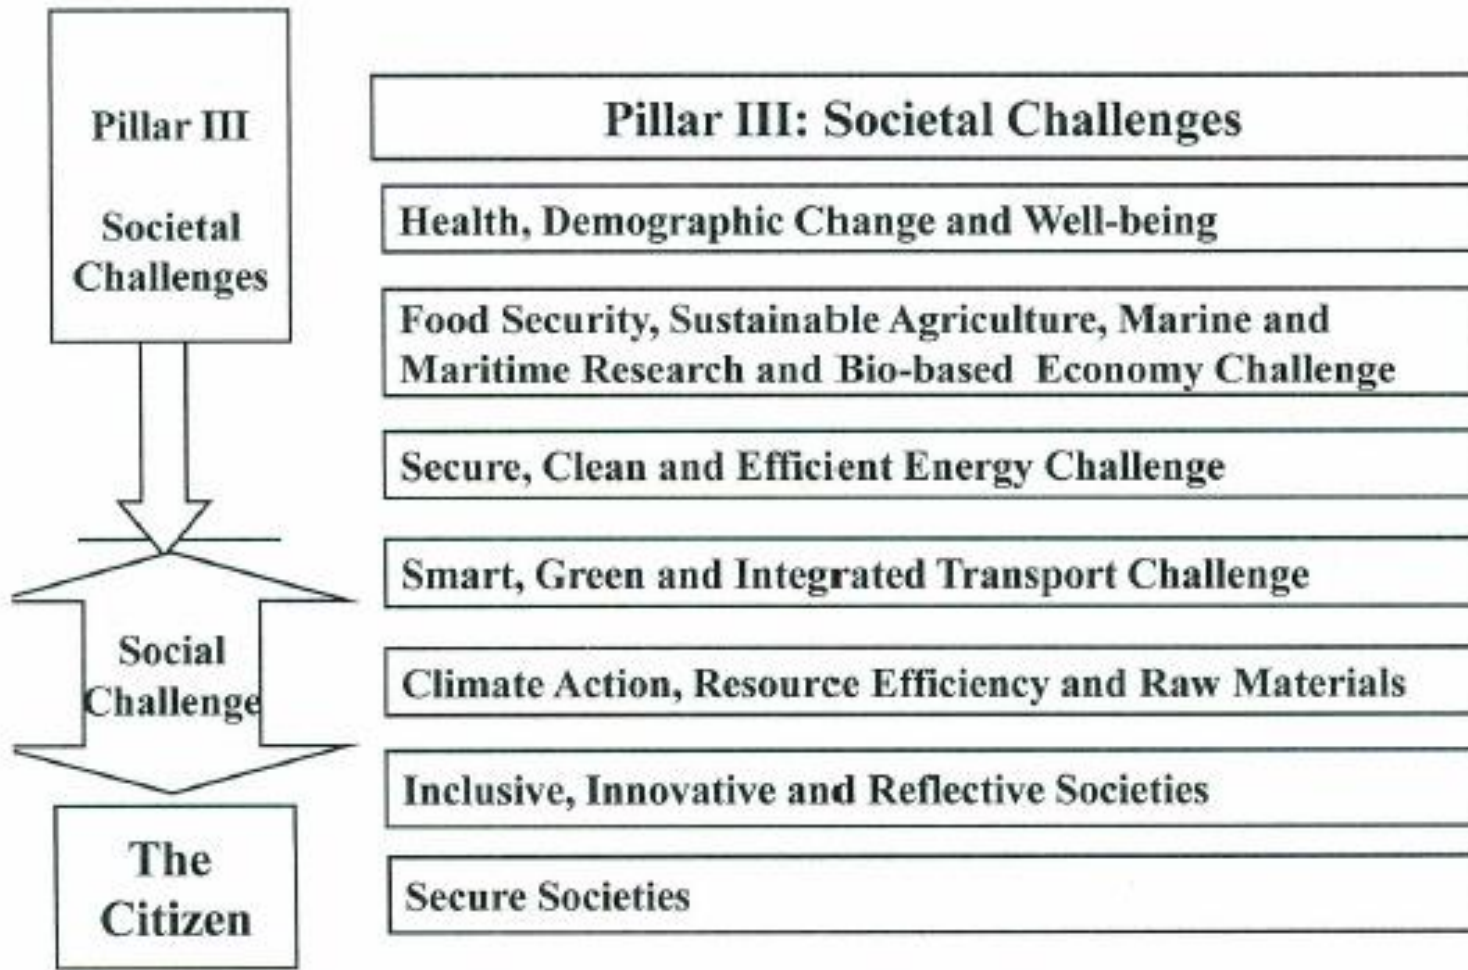 Pillar III
Societal
Challenges
Social
Challenge
The
Citizen
Pillar III: Societal Challenges
Health, Demographic Change and Well-being
Food Security, Sustainable Agriculture, Marine and
Maritime Research and Bio-based Economy Challenge
Secure, Clean and Efficient Energy Challenge
Smart, Green and Integrated Transport Challenge
Climate Action, Resource Efficiency and Raw Materials
Inclusive, Innovative and Reflective Societies
Secure Societies